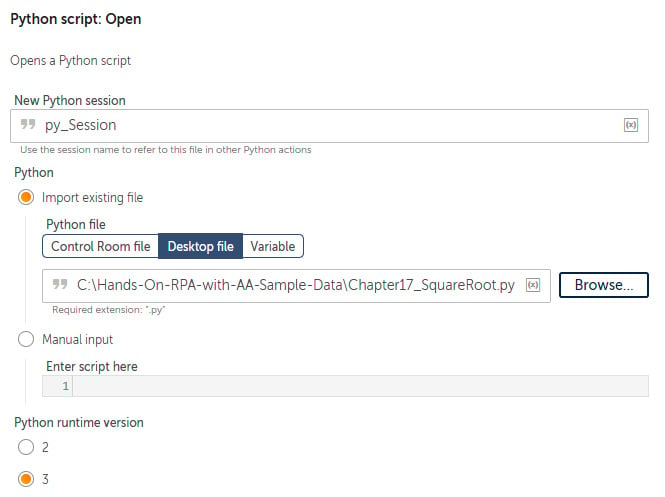 Python script: Open
Opens a Python script
New Python session
py_Session
(x)
Use the session name to refer to this file in other Python actions
Python
Import existing file
Python file
Control Room file Desktop file Variable
C:\Hands-On-RPA-with-AA-Sample-Data\Chapter17_SquareRoot.py (x) Browse...
Required extension: ".py"
Manual input
Enter script here
1
Python runtime version
2
3